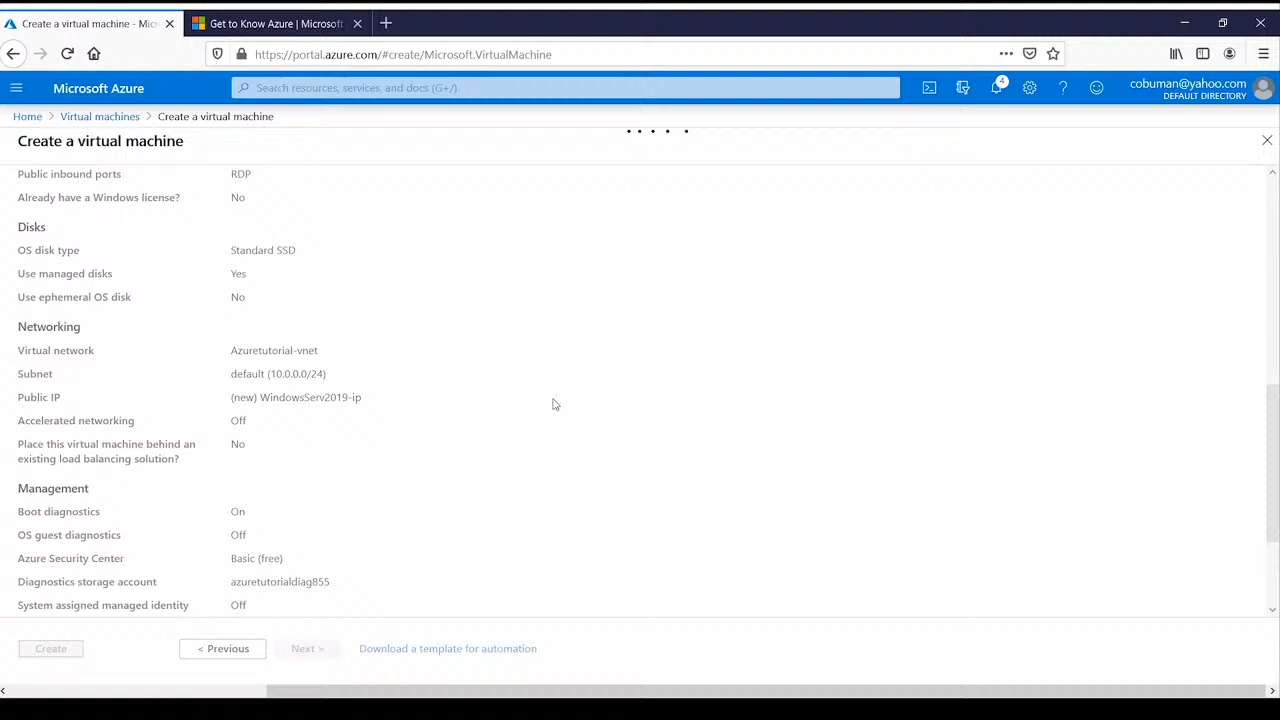 Create a virtual machine - Micr
Get to Know Azure | Microsoft
https://portal.azure.com/#create/Microsoft.VirtualMachine
Microsoft Azure
Search resources, services, and docs (G+/)
4
cobuman@yahoo.com
DEFAULT DIRECTORY
Home > Virtual machines > Create a virtual machine
Create a virtual machine
Public inbound ports RDP
Already have a Windows license? No
Disks
OS disk type Standard SSD
Use managed disks Yes
Use ephemeral OS disk No
Networking
Virtual network Azuretutorial-vnet
Subnet default (10.0.0.0/24)
Public IP (new) WindowsServ2019-ip
Accelerated networking Off
Place this virtual machine behind an No
existing load balancing solution?
Management
Boot diagnostics On
OS guest diagnostics Off
Azure Security Center Basic (free)
Diagnostics storage account azuretutorialdiag855
System assigned managed identity Off
Create < Previous Next > Download a template for automation